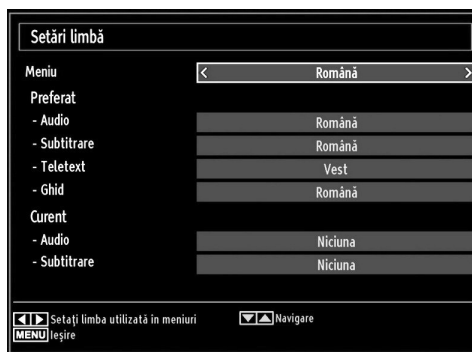 Setări limbă
Meniu < Română >
Preferat
- Audio Română
- Subtitrare Română
- Teletext Vest
- Ghid Română
Curent
- Audio Niciuna
- Subtitrare Niciuna
Setați limba utilizată in meniuri Navigare
MENU Ieșire